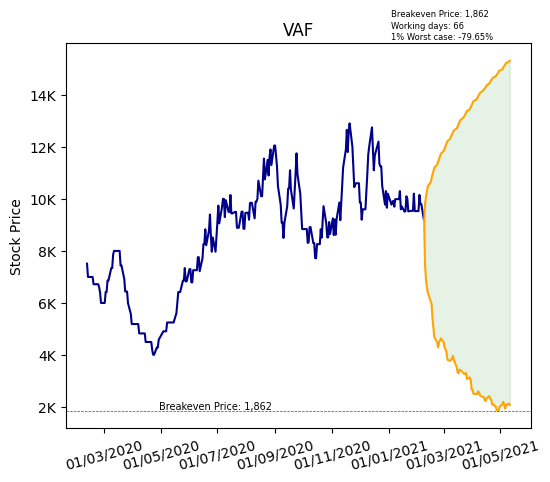 Breakeven Price: 1,862
Working days: 66
1% Worst case: -79.65%
VAF
Stock Price
14K
12K
10K
8K
6K
4K
2K
Breakeven Price: 1,862
01/03/2020 01/05/2020 01/07/2020 01/09/2020 01/11/2020 01/01/2021 01/03/2021 01/05/2021